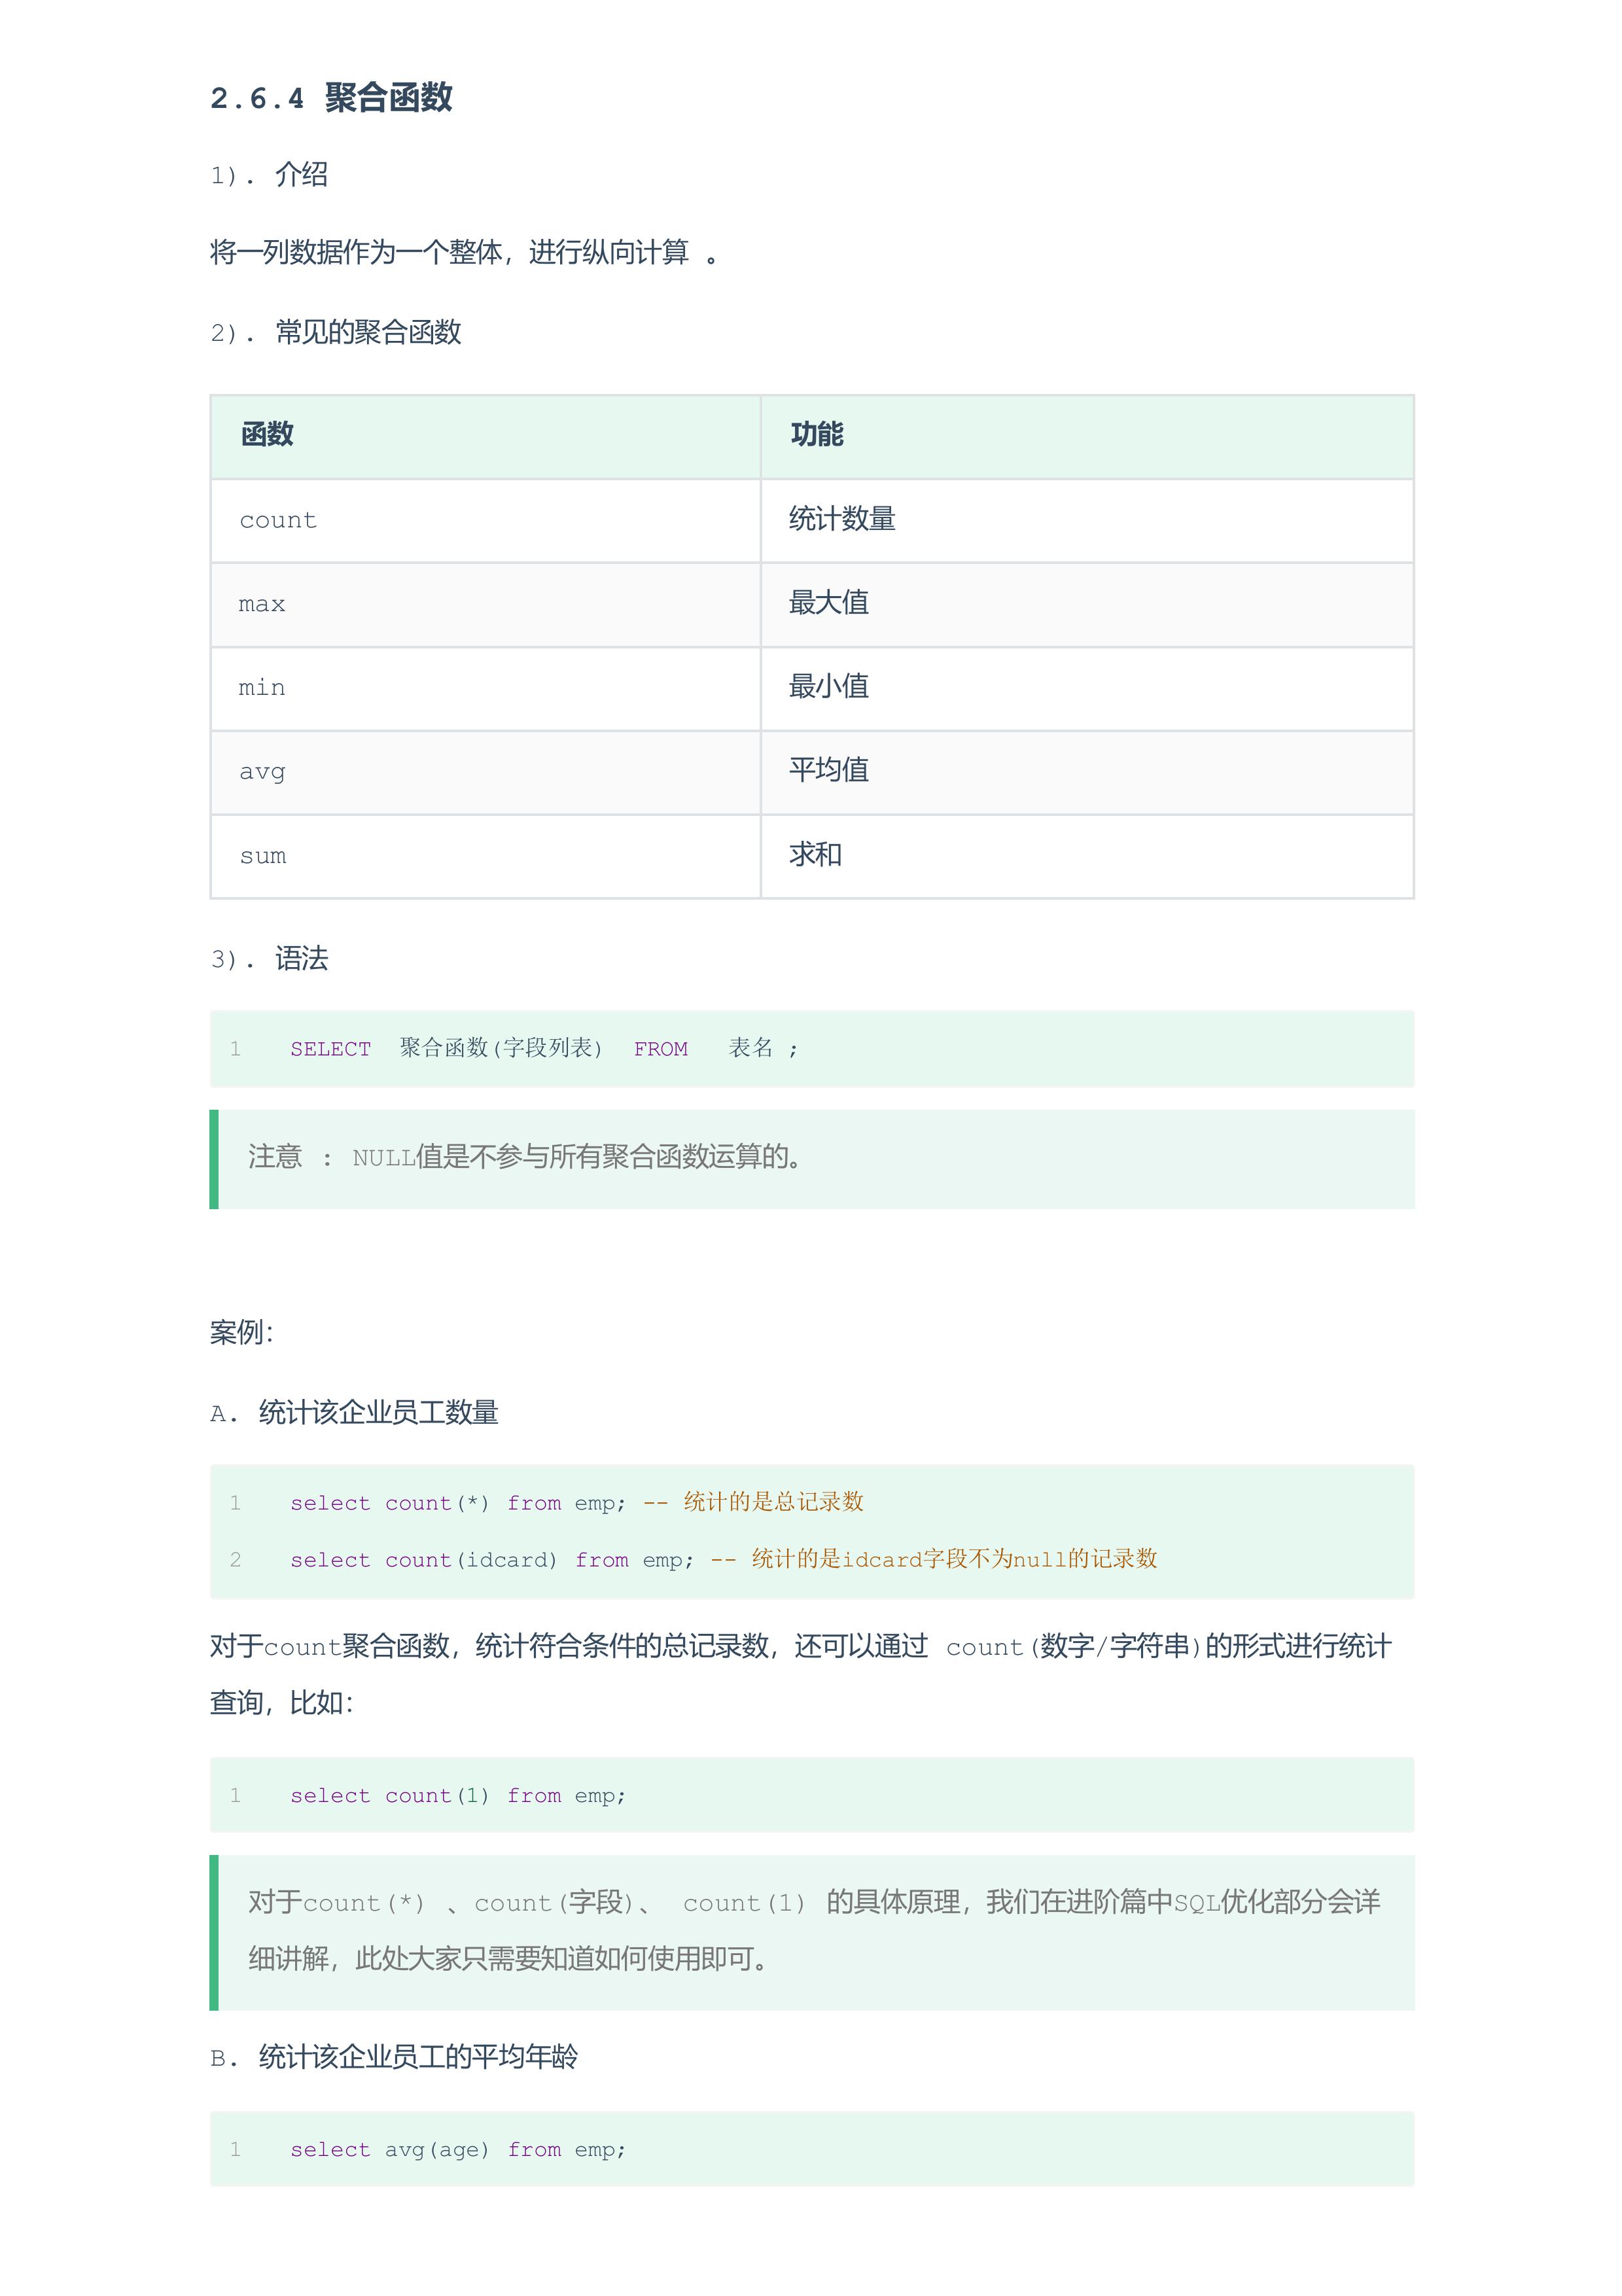 2.6.4 聚合函数
1). 介绍
将一列数据作为一个整体，进行纵向计算 。
2). 常见的聚合函数
函数 功能
count 统计数量
max 最大值
min 最小值
avg 平均值
sum 求和
3). 语法
1 SELECT 聚合函数(字段列表) FROM 表名 ;
注意 : NULL值是不参与所有聚合函数运算的。
案例：
A. 统计该企业员工数量
1 select count(*) from emp; -- 统计的是总记录数
2 select count(idcard) from emp; -- 统计的是idcard字段不为null的记录数
对于count聚合函数，统计符合条件的总记录数，还可以通过 count(数字/字符串)的形式进行统计
查询，比如：
1 select count(1) from emp;
对于count(*) 、count(字段)、 count(1) 的具体原理，我们在进阶篇中SQL优化部分会详
细讲解，此处大家只需要知道如何使用即可。
B. 统计该企业员工的平均年龄
1 select avg(age) from emp;